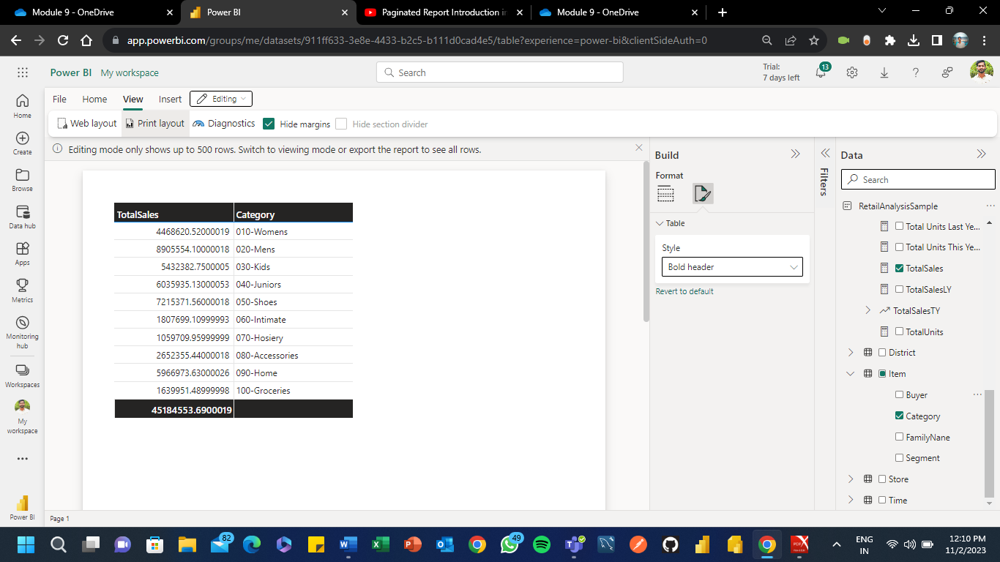 Module 9 - OneDrive
Power BI
Paginated Report Introduction in
Module 9 - OneDrive
app.powerbi.com/groups/me/datasets/911ff633-3e8e-4433-b2c5-b111d0cad4e5/table?experience=power-bi&clientSideAuth=0
Power BI My workspace
Search
Trial:
7 days left
13
File Home View Insert Editing
Web layout Print layout Diagnostics Hide margins Hide section divider
Editing mode only shows up to 500 rows. Switch to viewing mode or export the report to see all rows.
Home
Create
Browse
Data hub
Apps
Metrics
Monitoring
hub
Workspaces
My
workspace
Power BI
TotalSales Category
4468620.52000019 010-Womens
8905554.10000018 020-Mens
5432382.7500005 030-Kids
6035935.13000053 040-Juniors
7215371.56000018 050-Shoes
1807699.10999993 060-Intimate
1059709.95999999 070-Hosiery
2652355.44000018 080-Accessories
5966973.63000026 090-Home
1639951.48999998 100-Groceries
45184553.6900019
Page 1
Build
Format
Table
Style
Bold header
Revert to default
Filters
Data
Search
RetailAnalysisSample
Total Units Last Ye...
Total Units This Ye...
TotalSales
TotalSalesLY
TotalSalesTY
TotalUnits
District
Item
Buyer
Category
FamilyNane
Segment
Store
Time
82
49
ENG
IN
12:10 PM
11/2/2023